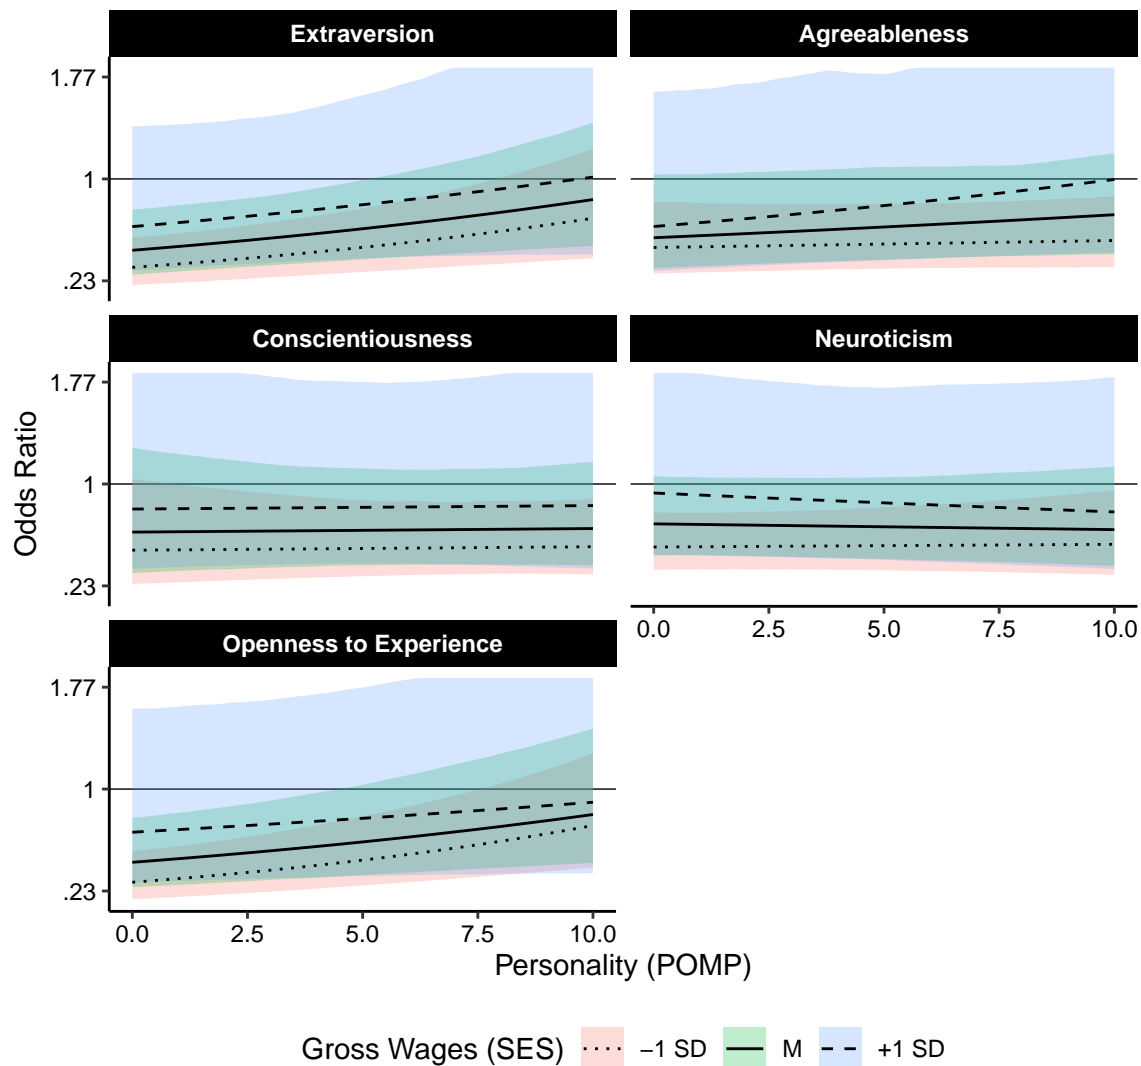 Extraversion
Agreeableness
1.77
1
.23
Conscientiousness
Neuroticism
1.77
1
.23
0.0 2.5 5.0 7.5 10.0
Openness to Experience
1.77
1
.23
0.0 2.5 5.0 7.5 10.0
Odds Ratio
Personality (POMP)
Gross Wages (SES) −1 SD M +1 SD